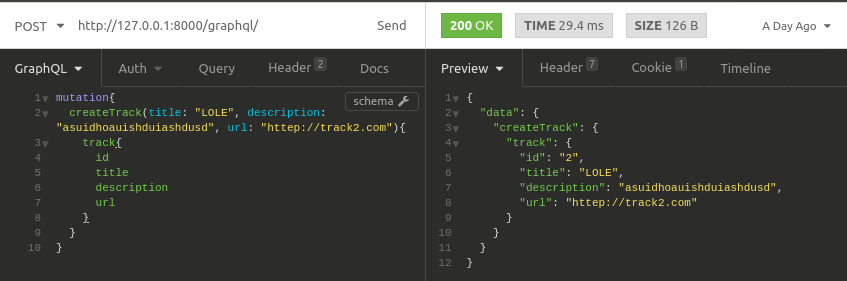 POST http://127.0.0.1:8000/graphql/ Send 200 OK TIME 29.4 ms SIZE 126 B A Day Ago
GraphQL Auth Query Header 2 Docs Preview Header 7 Cookie 1 Timeline
schema
1 mutation{
2 createTrack(title: "LOLE", description:
"asuidhoauishduiashdusd", url: "httep://track2.com"){
3 track{
4 id
5 title
6 description
7 url
8 }
9 }
10 }
1 {
2 "data": {
3 "createTrack": {
4 "track": {
5 "id": "2",
6 "title": "LOLE",
7 "description": "asuidhoauishduiashdusd",
8 "url": "httep://track2.com"
9 }
10 }
11 }
12 }